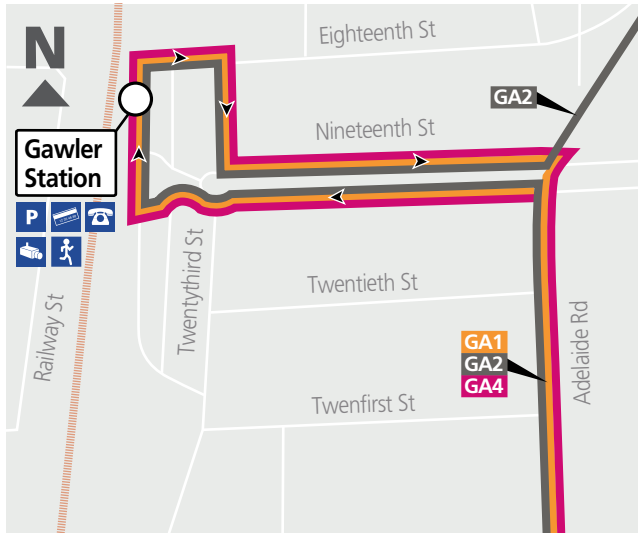 N
Eighteenth St
GA2
Nineteenth St
Gawler
Station
P
Twentythird St
Railway St
Twentieth St
GA1
GA2
GA4
Adelaide Rd
Twenfirst St